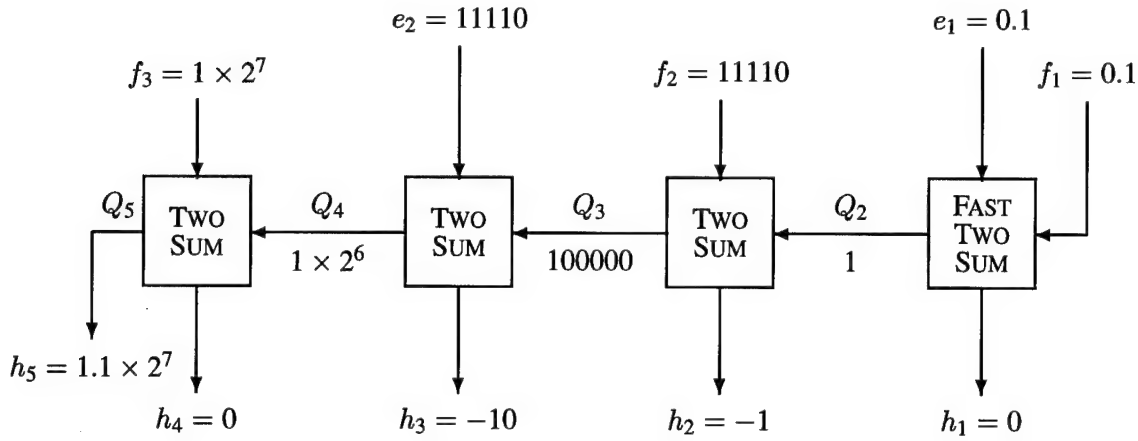 e₂ = 11110
e₁ = 0.1
f₃ = 1 × 2⁷
f₂ = 11110
f₁ = 0.1
Q₅
TWO
SUM
Q₄
1 × 2⁶
TWO
SUM
Q₃
100000
TWO
SUM
Q₂
1
FAST
TWO
SUM
h₅ = 1.1 × 2⁷
h₄ = 0
h₃ = −10
h₂ = −1
h₁ = 0